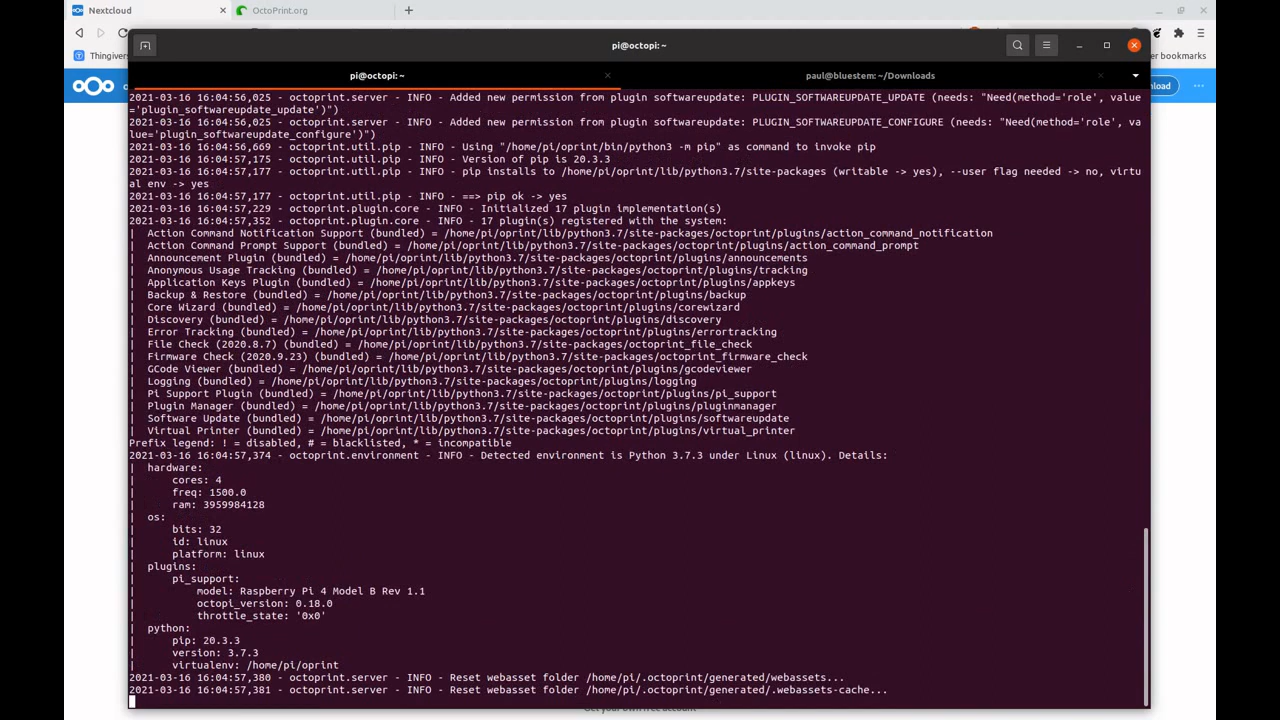 Nextcloud
OctoPrint.org
pi@octopi: ~
Thingivers
er bookmarks
pi@octopi: ~
paul@bluestem: ~/Downloads
nload
2021-03-16 16:04:56,025 - octoprint.server - INFO - Added new permission from plugin softwareupdate: PLUGIN_SOFTWAREUPDATE_UPDATE (needs: "Need(method='role', value
='plugin_softwareupdate_update')")
2021-03-16 16:04:56,025 - octoprint.server - INFO - Added new permission from plugin softwareupdate: PLUGIN_SOFTWAREUPDATE_CONFIGURE (needs: "Need(method='role', va
lue='plugin_softwareupdate_configure')")
2021-03-16 16:04:56,669 - octoprint.util.pip - INFO - Using "/home/pi/oprint/bin/python3 -m pip" as command to invoke pip
2021-03-16 16:04:57,175 - octoprint.util.pip - INFO - Version of pip is 20.3.3
2021-03-16 16:04:57,177 - octoprint.util.pip - INFO - pip installs to /home/pi/oprint/lib/python3.7/site-packages (writable -> yes), --user flag needed -> no, virtu
al env -> yes
2021-03-16 16:04:57,177 - octoprint.util.pip - INFO - ==> pip ok -> yes
2021-03-16 16:04:57,229 - octoprint.plugin.core - INFO - Initialized 17 plugin implementation(s)
2021-03-16 16:04:57,352 - octoprint.plugin.core - INFO - 17 plugin(s) registered with the system:
| Action Command Notification Support (bundled) = /home/pi/oprint/lib/python3.7/site-packages/octoprint/plugins/action_command_notification
| Action Command Prompt Support (bundled) = /home/pi/oprint/lib/python3.7/site-packages/octoprint/plugins/action_command_prompt
| Announcement Plugin (bundled) = /home/pi/oprint/lib/python3.7/site-packages/octoprint/plugins/announcements
| Anonymous Usage Tracking (bundled) = /home/pi/oprint/lib/python3.7/site-packages/octoprint/plugins/tracking
| Application Keys Plugin (bundled) = /home/pi/oprint/lib/python3.7/site-packages/octoprint/plugins/appkeys
| Backup & Restore (bundled) = /home/pi/oprint/lib/python3.7/site-packages/octoprint/plugins/backup
| Core Wizard (bundled) = /home/pi/oprint/lib/python3.7/site-packages/octoprint/plugins/corewizard
| Discovery (bundled) = /home/pi/oprint/lib/python3.7/site-packages/octoprint/plugins/discovery
| Error Tracking (bundled) = /home/pi/oprint/lib/python3.7/site-packages/octoprint/plugins/errortracking
| File Check (2020.8.7) (bundled) = /home/pi/oprint/lib/python3.7/site-packages/octoprint_file_check
| Firmware Check (2020.9.23) (bundled) = /home/pi/oprint/lib/python3.7/site-packages/octoprint_firmware_check
| GCode Viewer (bundled) = /home/pi/oprint/lib/python3.7/site-packages/octoprint/plugins/gcodeviewer
| Logging (bundled) = /home/pi/oprint/lib/python3.7/site-packages/octoprint/plugins/logging
| Pi Support Plugin (bundled) = /home/pi/oprint/lib/python3.7/site-packages/octoprint/plugins/pi_support
| Plugin Manager (bundled) = /home/pi/oprint/lib/python3.7/site-packages/octoprint/plugins/pluginmanager
| Software Update (bundled) = /home/pi/oprint/lib/python3.7/site-packages/octoprint/plugins/softwareupdate
| Virtual Printer (bundled) = /home/pi/oprint/lib/python3.7/site-packages/octoprint/plugins/virtual_printer
Prefix legend: ! = disabled, # = blacklisted, * = incompatible
2021-03-16 16:04:57,374 - octoprint.environment - INFO - Detected environment is Python 3.7.3 under Linux (linux). Details:
| hardware:
| cores: 4
| freq: 1500.0
| ram: 3959984128
| os:
| bits: 32
| id: linux
| platform: linux
| plugins:
| pi_support:
| model: Raspberry Pi 4 Model B Rev 1.1
| octopi_version: 0.18.0
| throttle_state: '0x0'
| python:
| pip: 20.3.3
| version: 3.7.3
| virtualenv: /home/pi/oprint
2021-03-16 16:04:57,380 - octoprint.server - INFO - Reset webasset folder /home/pi/.octoprint/generated/webassets...
2021-03-16 16:04:57,381 - octoprint.server - INFO - Reset webasset folder /home/pi/.octoprint/generated/.webassets-cache...